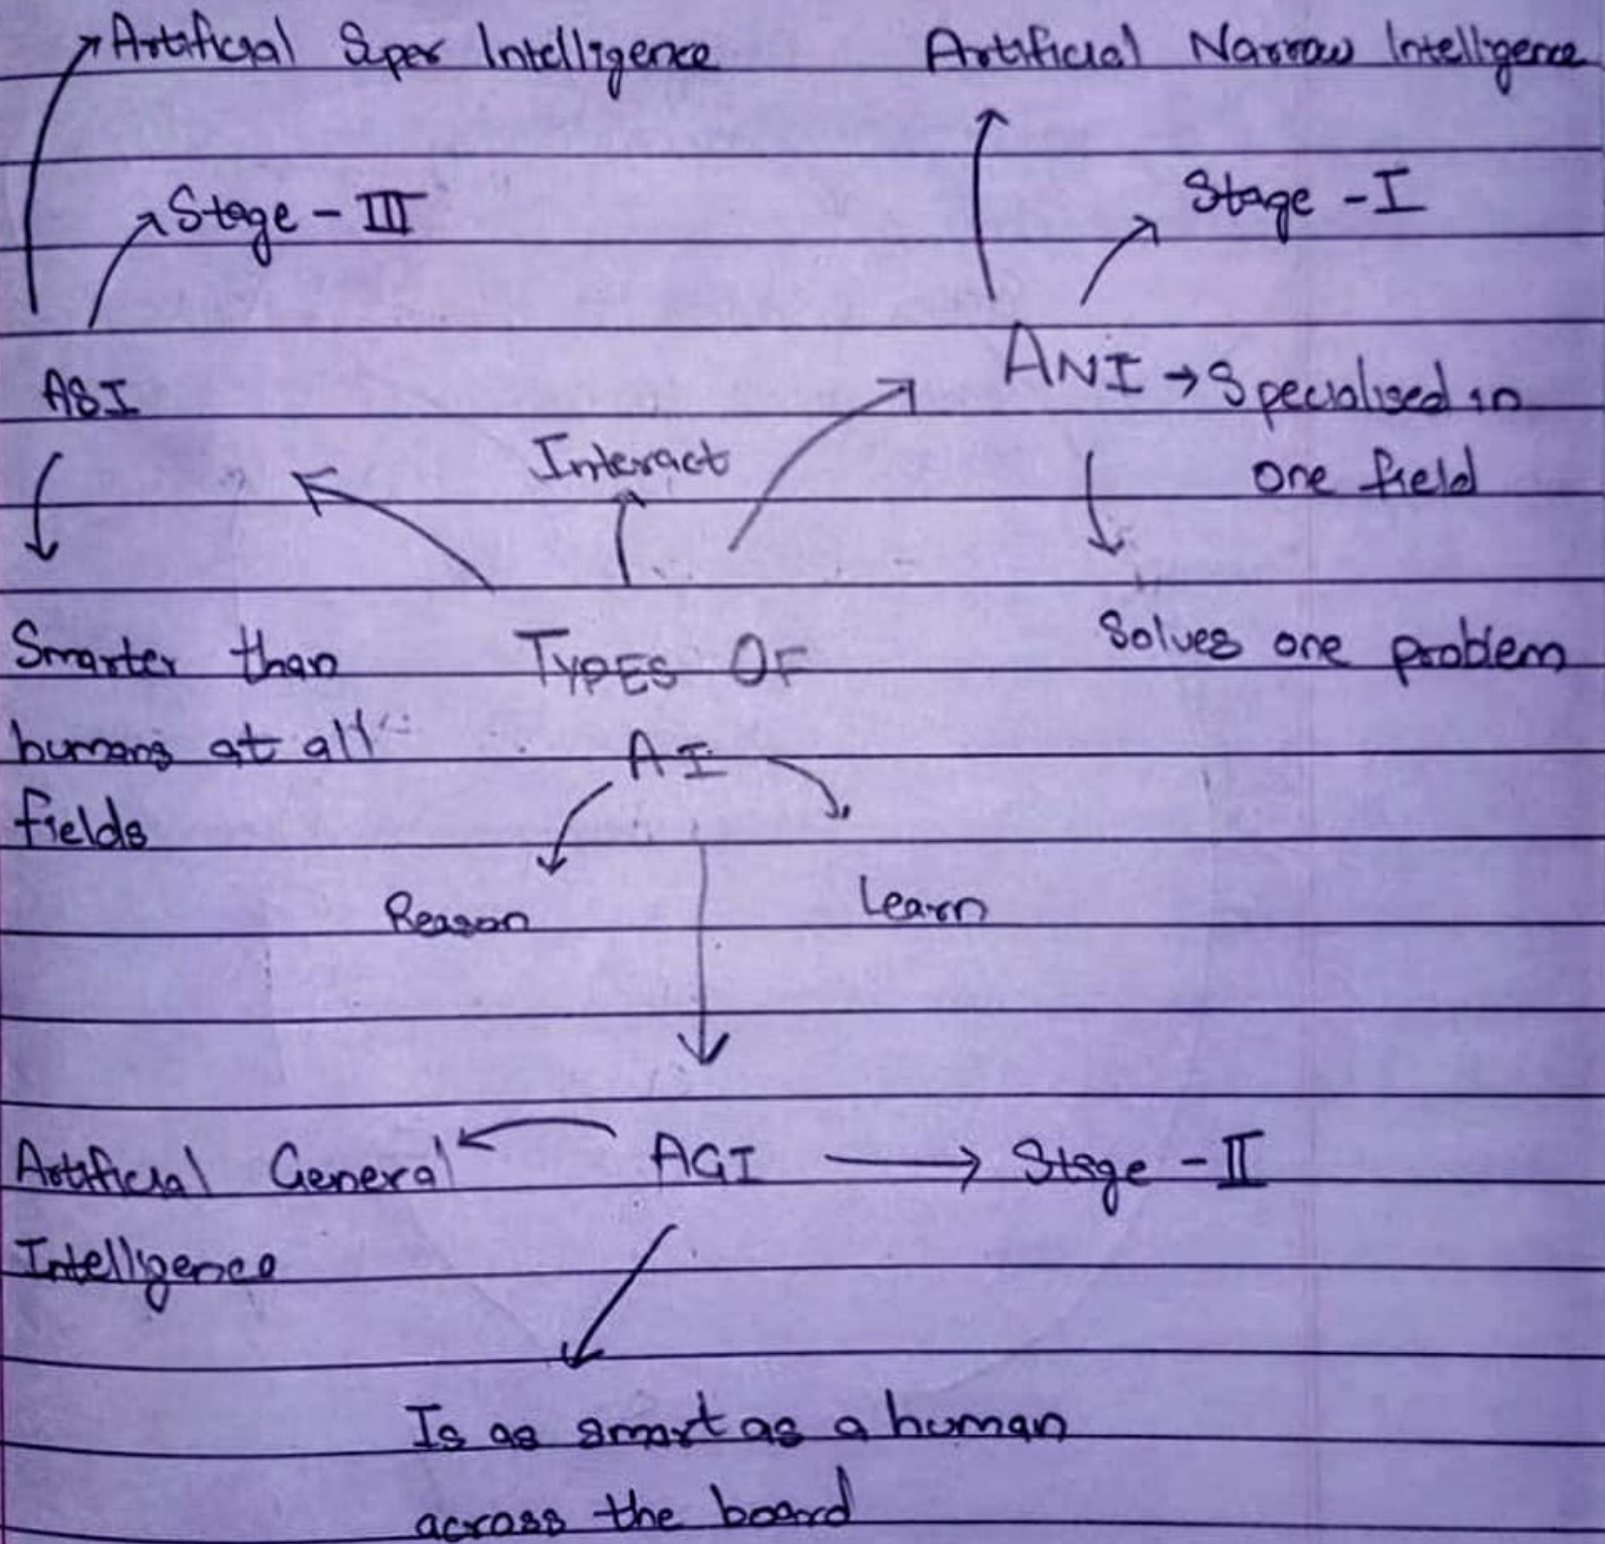 Artificial Super Intelligence
Artificial Narrow Intelligence
Stage - III
Stage - I
ASI
ANI → Specialised in
one field
Interact
Solves one problem
Smarter than
humans at all
fields
TYPES OF
AI
Reason
Learn
Artificial General
Intelligence
AGI
Stage - II
Is as smart as a human
across the board